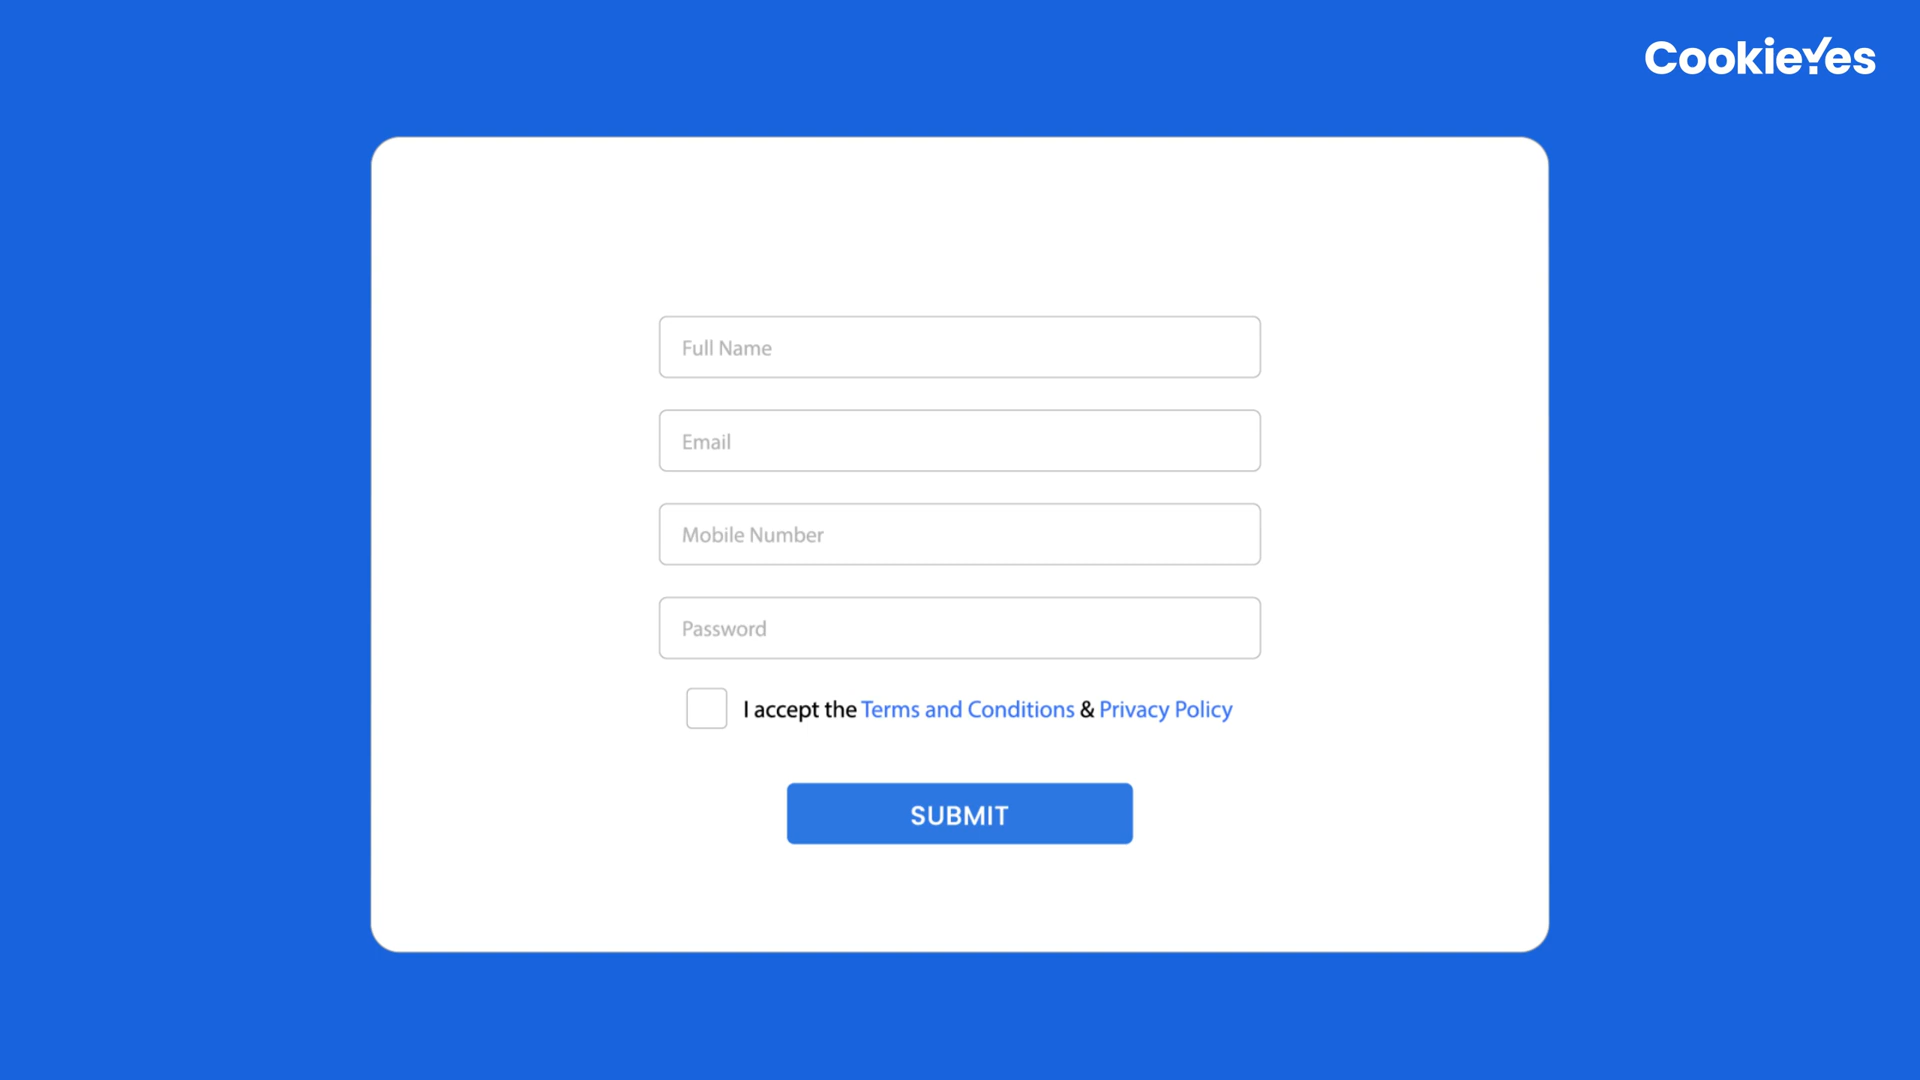 CookieYes
Full Name
Email
Mobile Number
Password
I accept the Terms and Conditions & Privacy Policy
SUBMIT